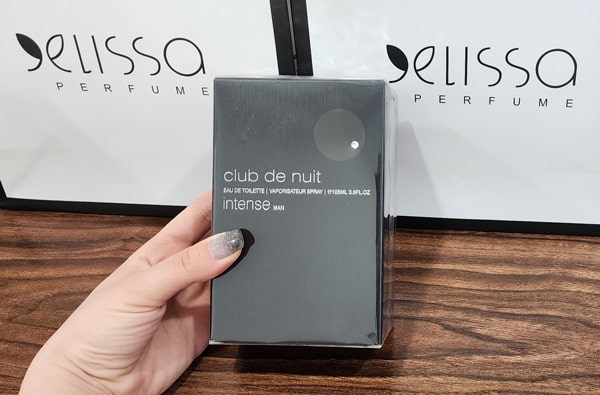 elissa
PERFUME
elissa
PERFUME
club de nuit
EAU DE TOILETTE | VAPORISATEUR SPRAY | ℮105ML 3.6FL.OZ
intense MAN